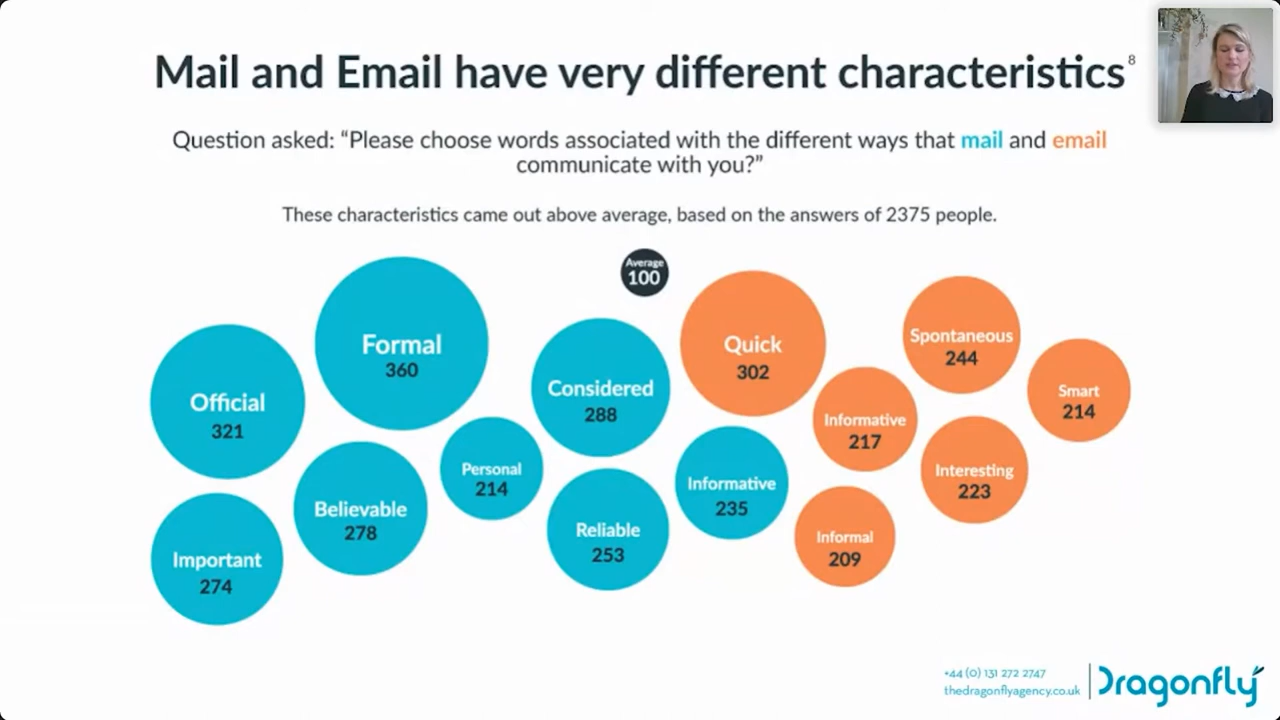 Mail and Email have very different characteristics8
Question asked: “Please choose words associated with the different ways that mail and email
communicate with you?”
These characteristics came out above average, based on the answers of 2375 people.
Average
100
Formal
360
Official
321
Considered
288
Believable
278
Personal
214
Important
274
Reliable
253
Informative
235
Quick
302
Spontaneous
244
Smart
214
Informative
217
Interesting
223
Informal
209
+44 (0) 131 272 2747
thedragonflyagency.co.uk
Dragonfly